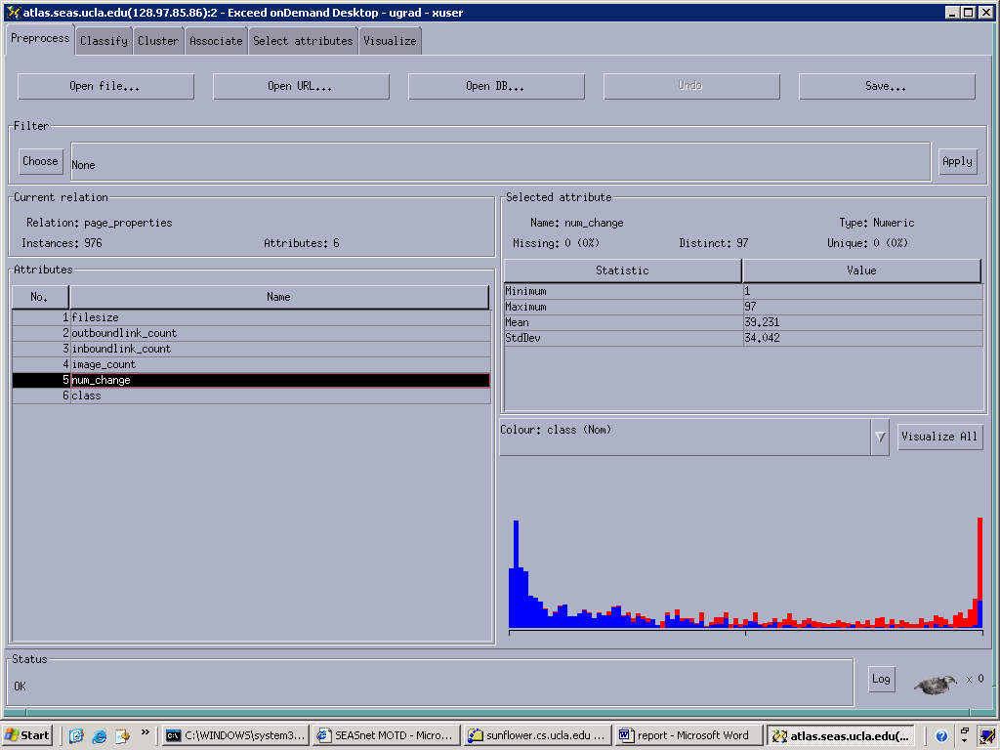 atlas.seas.ucla.edu(128.97.85.86):2 - Exceed onDemand Desktop - ugrad - xuser
Preprocess Classify Cluster Associate Select attributes Visualize
Open file... Open URL... Open DB... Undo Save...
Filter
Choose None Apply
Current relation
Relation: page_properties
Instances: 976 Attributes: 6
Attributes
No. Name
1 filesize
2 outboundlink_count
3 inboundlink_count
4 image_count
5 num_change
6 class
Selected attribute
Name: num_change Type: Numeric
Missing: 0 (0%) Distinct: 97 Unique: 0 (0%)
Statistic Value
Minimum 1
Maximum 97
Mean 39.231
StdDev 34.042
Colour: class (Nom) Visualize All
Status
OK
Log x 0
Start » C:\WINDOWS\system3... SEASnet MOTD - Micro... sunflower.cs.ucla.edu ... report - Microsoft Word atlas.seas.ucla.edu(...